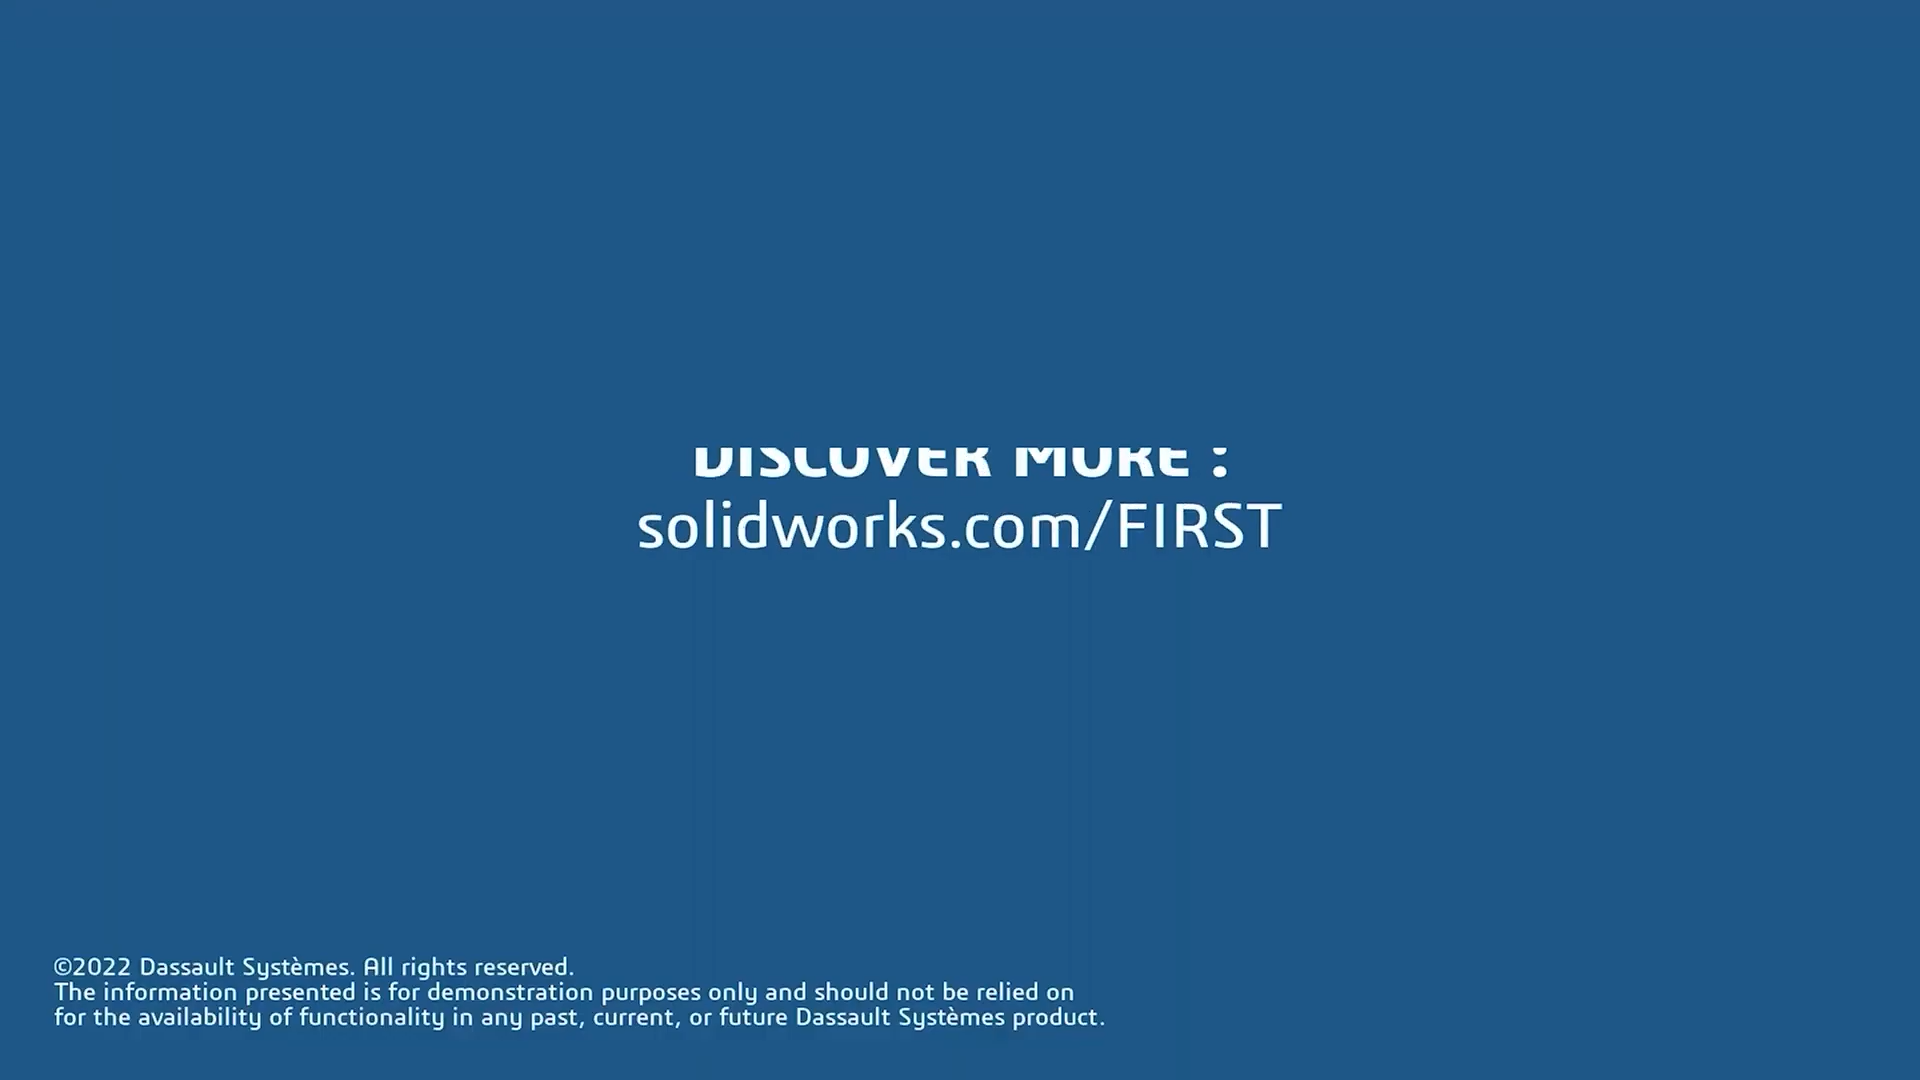 DISCOVER MORE :
solidworks.com/FIRST
©2022 Dassault Systèmes. All rights reserved.
The information presented is for demonstration purposes only and should not be relied on
for the availability of functionality in any past, current, or future Dassault Systèmes product.